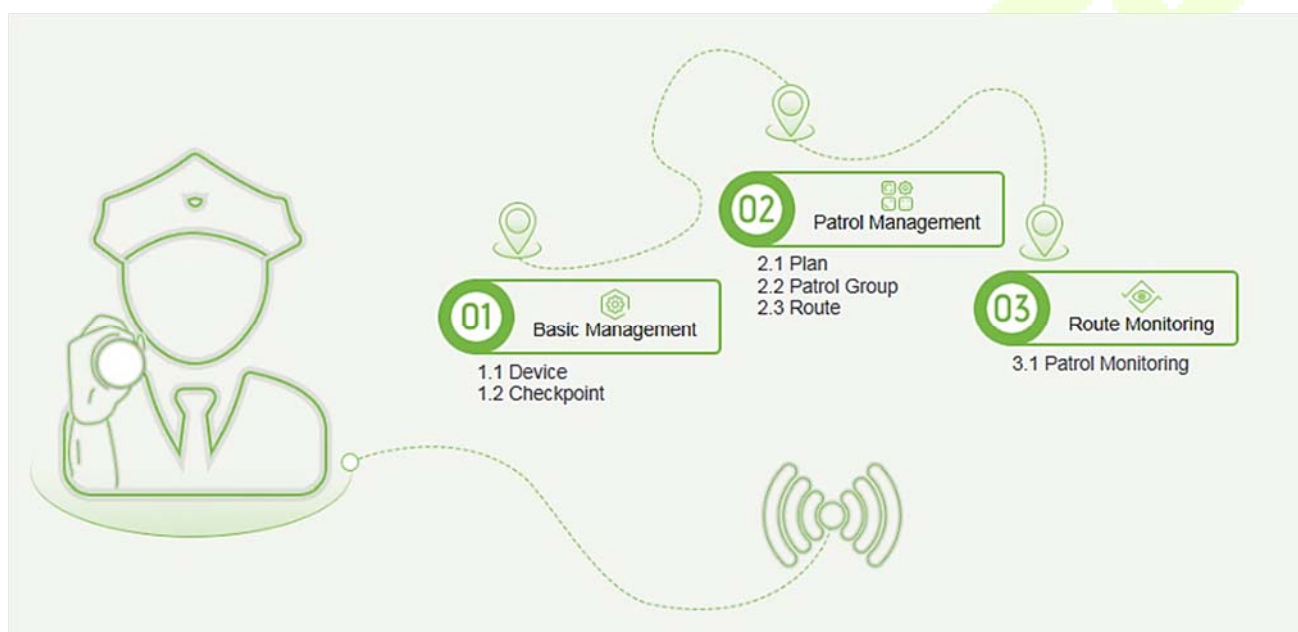 01
Basic Management
1.1 Device
1.2 Checkpoint
02
Patrol Management
2.1 Plan
2.2 Patrol Group
2.3 Route
03
Route Monitoring
3.1 Patrol Monitoring